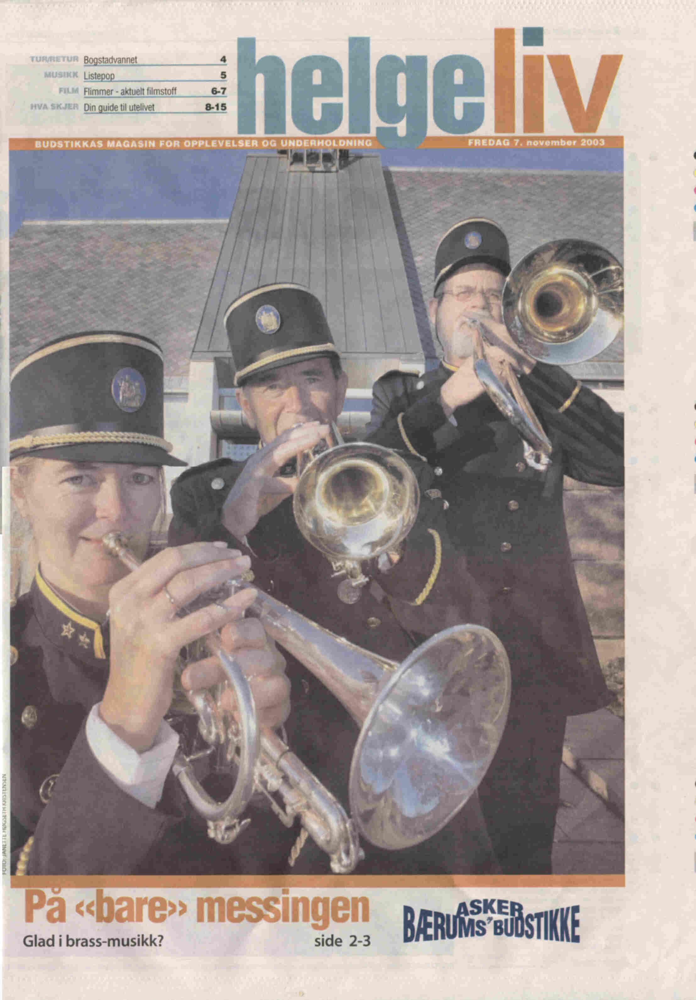 TUR/RETUR Bogstadvannet 4
MUSIKK Listepop 5
FILM Flimmer - aktuelt filmstoff 6-7
HVA SKJER Din guide til utelivet 8-15
helgeliv
BUDSTIKKAS MAGASIN FOR OPPLEVELSER OG UNDERHOLDNING FREDAG 7. november 2003
FOTO: JANETTE HØGSETH KRISTENSEN
På «bare» messingen
Glad i brass-musikk? side 2-3
ASKER
BÆRUMS' BUDSTIKKE